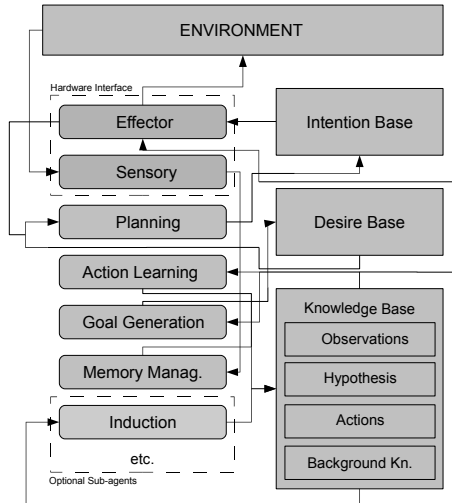 ENVIRONMENT
Hardware Interface
Effector
Intention Base
Sensory
Planning
Desire Base
Action Learning
Goal Generation
Knowledge Base
Observations
Memory Manag.
Hypothesis
Induction
Actions
etc.
Background Kn.
Optional Sub-agents